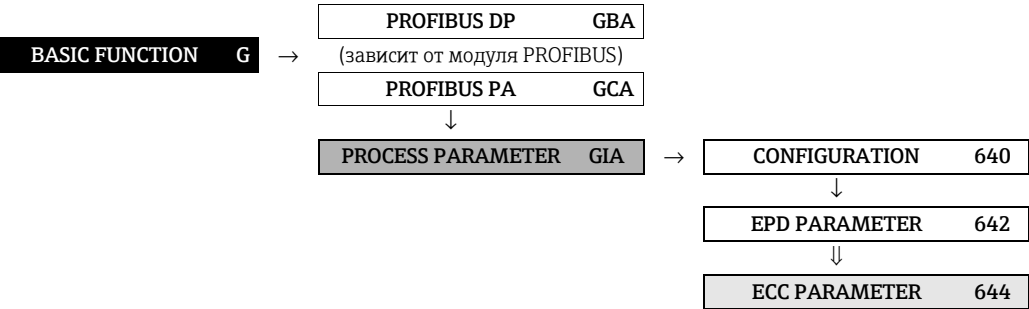 PROFIBUS DP GBA
BASIC FUNCTION G → (зависит от модуля PROFIBUS)
PROFIBUS PA GCA
↓
PROCESS PARAMETER GIA → CONFIGURATION 640
↓
EPD PARAMETER 642
⇓
ECC PARAMETER 644